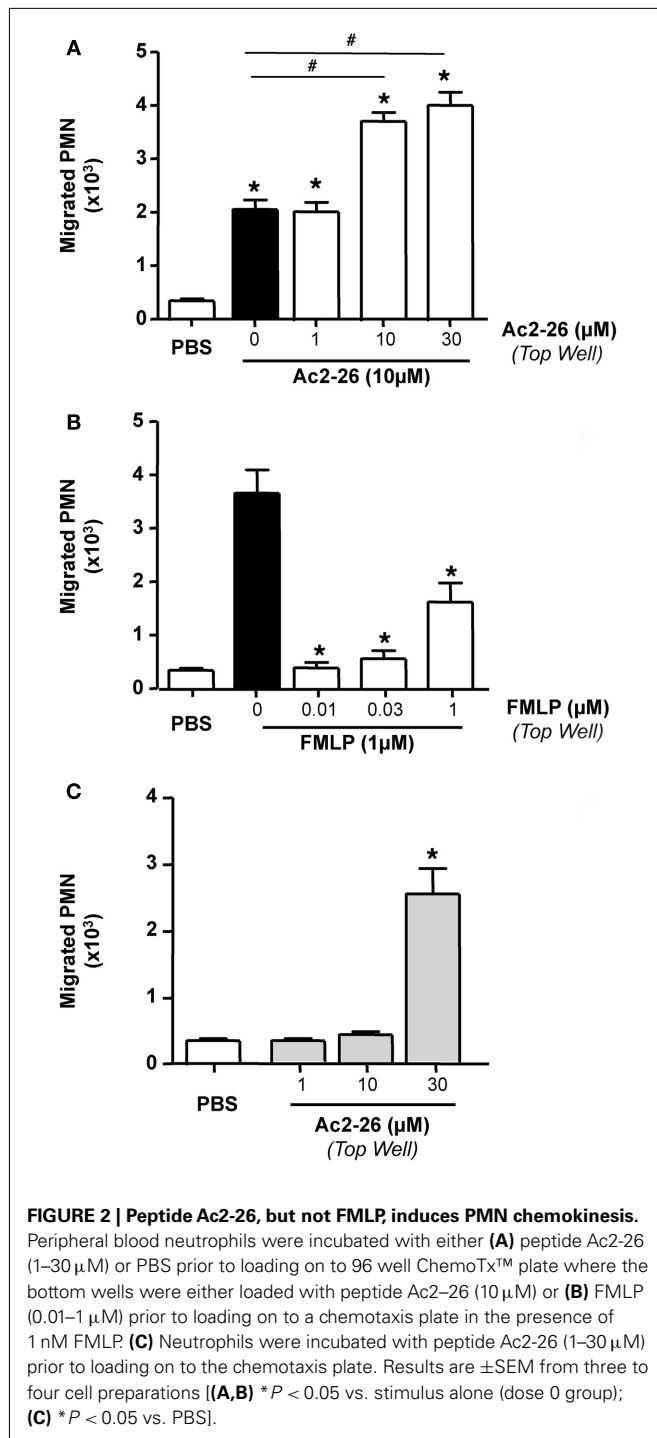 A
#
#
5
4
3
2
1
0
Migrated PMN
(x10³)
*
*
*
*
PBS
0
1
10
30
Ac2-26 (µM)
(Top Well)
Ac2-26 (10µM)
B
5
4
3
2
1
0
Migrated PMN
(x10³)
*
*
*
PBS
0
0.01
0.03
1
FMLP (µM)
(Top Well)
FMLP (1µM)
C
4
3
2
1
0
Migrated PMN
(x10³)
*
PBS
1
10
30
Ac2-26 (µM)
(Top Well)
FIGURE 2 | Peptide Ac2-26, but not FMLP, induces PMN chemokinesis.
Peripheral blood neutrophils were incubated with either (A) peptide Ac2-26
(1–30 µM) or PBS prior to loading on to 96 well ChemoTx™ plate where the
bottom wells were either loaded with peptide Ac2–26 (10 µM) or (B) FMLP
(0.01–1 µM) prior to loading on to a chemotaxis plate in the presence of
1 nM FMLP. (C) Neutrophils were incubated with peptide Ac2-26 (1–30 µM)
prior to loading on to the chemotaxis plate. Results are ±SEM from three to
four cell preparations [(A,B) *P < 0.05 vs. stimulus alone (dose 0 group);
(C) *P < 0.05 vs. PBS].